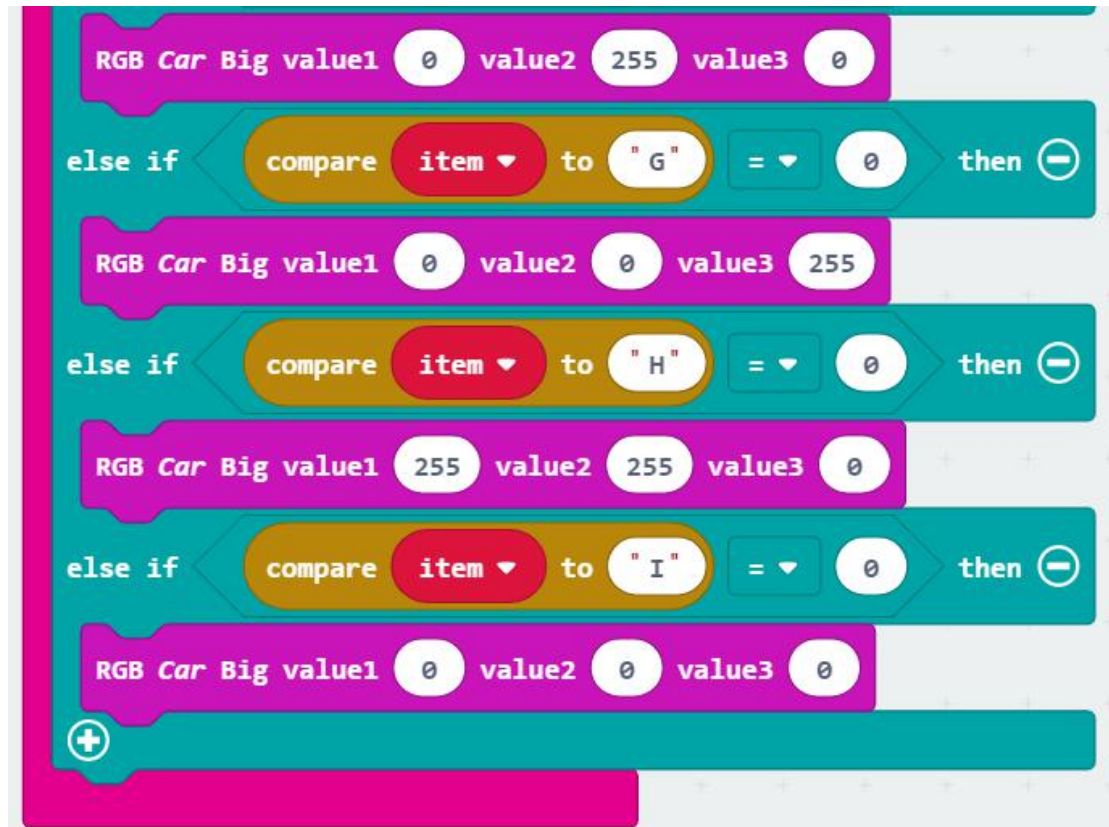 RGB Car Big value1 0 value2 255 value3 0
else if compare item to "G" = 0 then
RGB Car Big value1 0 value2 0 value3 255
else if compare item to "H" = 0 then
RGB Car Big value1 255 value2 255 value3 0
else if compare item to "I" = 0 then
RGB Car Big value1 0 value2 0 value3 0